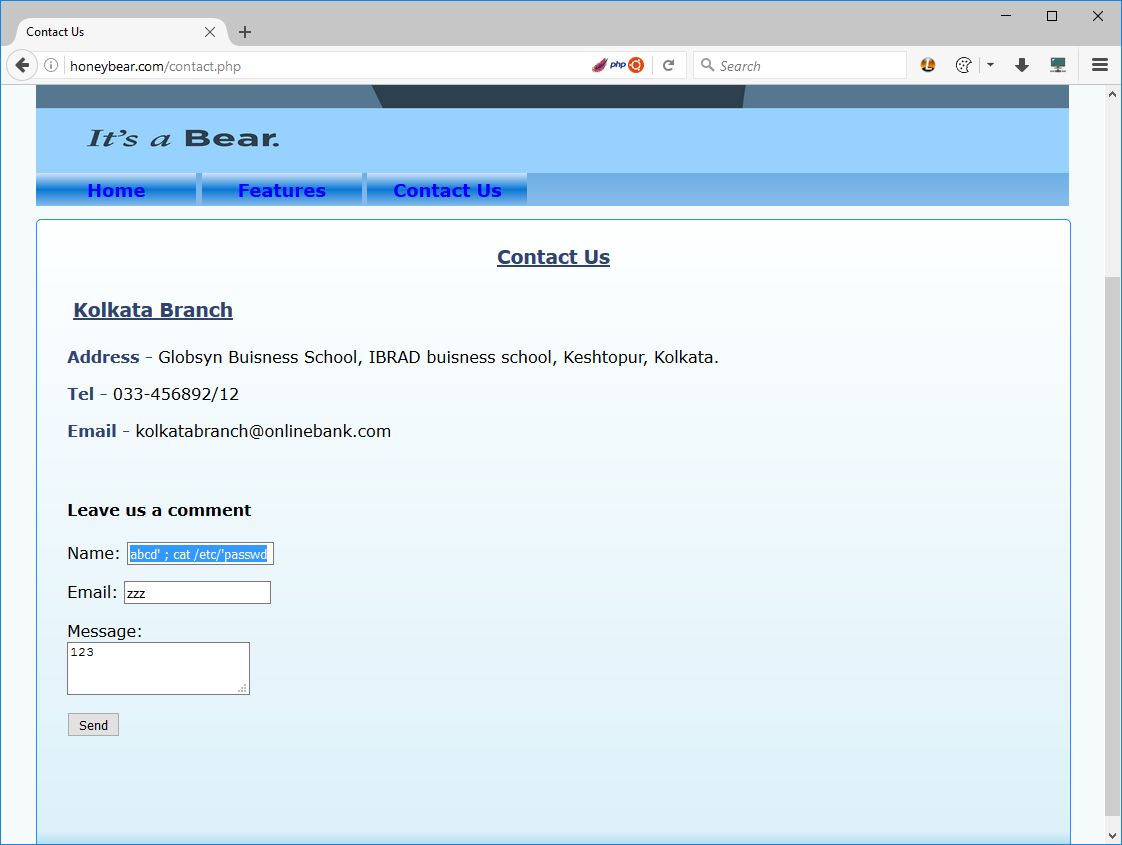 Contact Us
honeybear.com/contact.php
php
Search
It's a Bear.
Home Features Contact Us
Contact Us
Kolkata Branch
Address - Globsyn Buisness School, IBRAD buisness school, Keshtopur, Kolkata.
Tel - 033-456892/12
Email - kolkatabranch@onlinebank.com
Leave us a comment
Name: abcd' ; cat /etc/'passwd
Email: zzz
Message:
123
Send